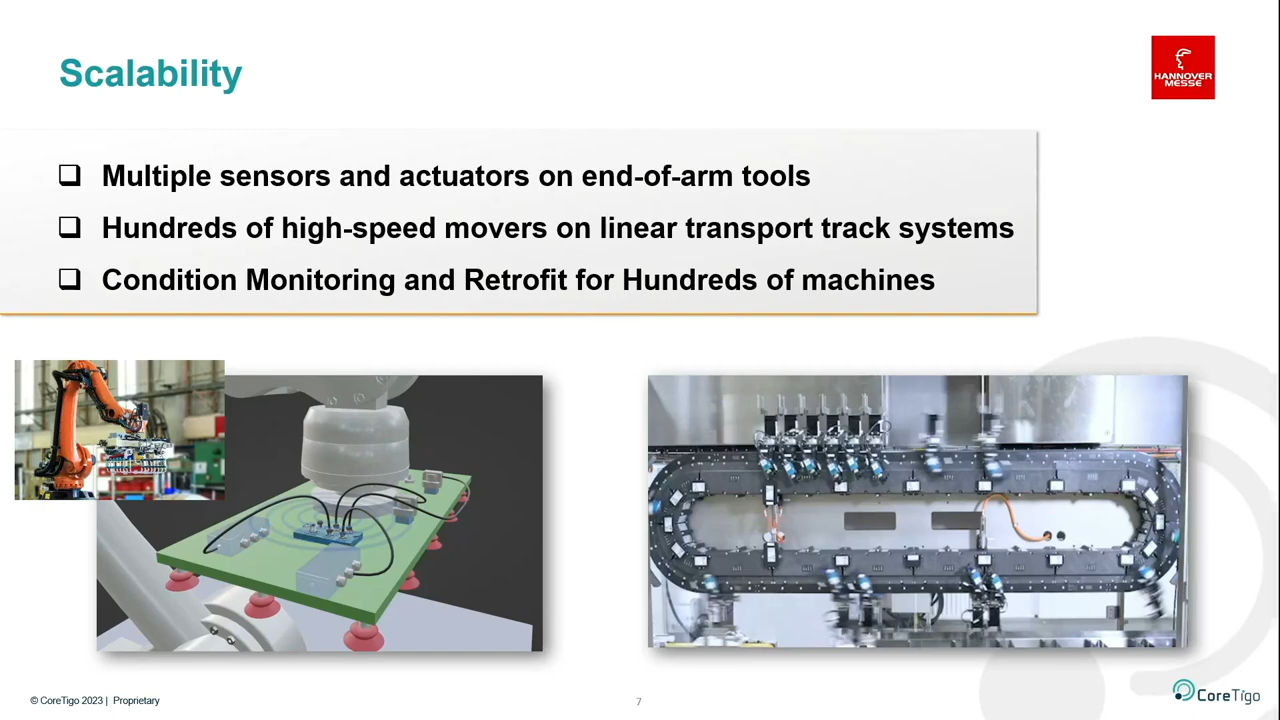 Scalability
HANNOVER
MESSE
Multiple sensors and actuators on end-of-arm tools
Hundreds of high-speed movers on linear transport track systems
Condition Monitoring and Retrofit for Hundreds of machines
© CoreTigo 2023 | Proprietary
7
CoreTigo